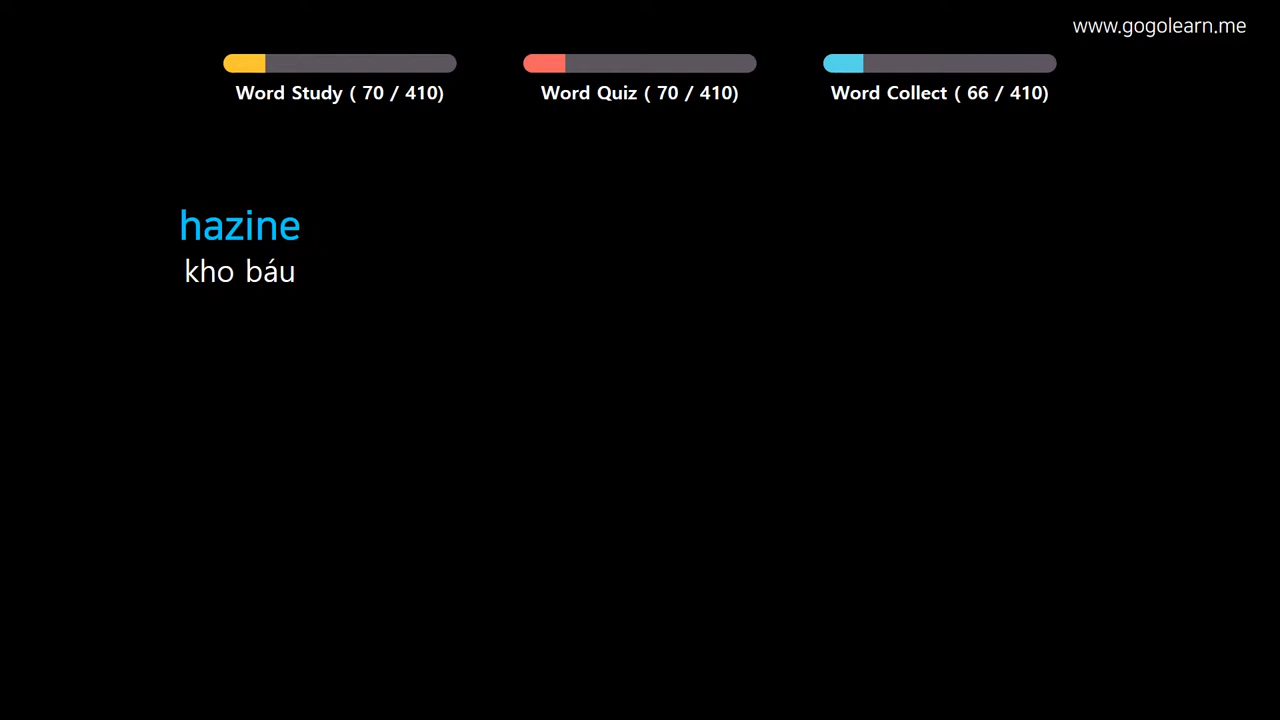 www.gogolearn.me
Word Study ( 70 / 410)
Word Quiz ( 70 / 410)
Word Collect ( 66 / 410)
hazine
kho báu